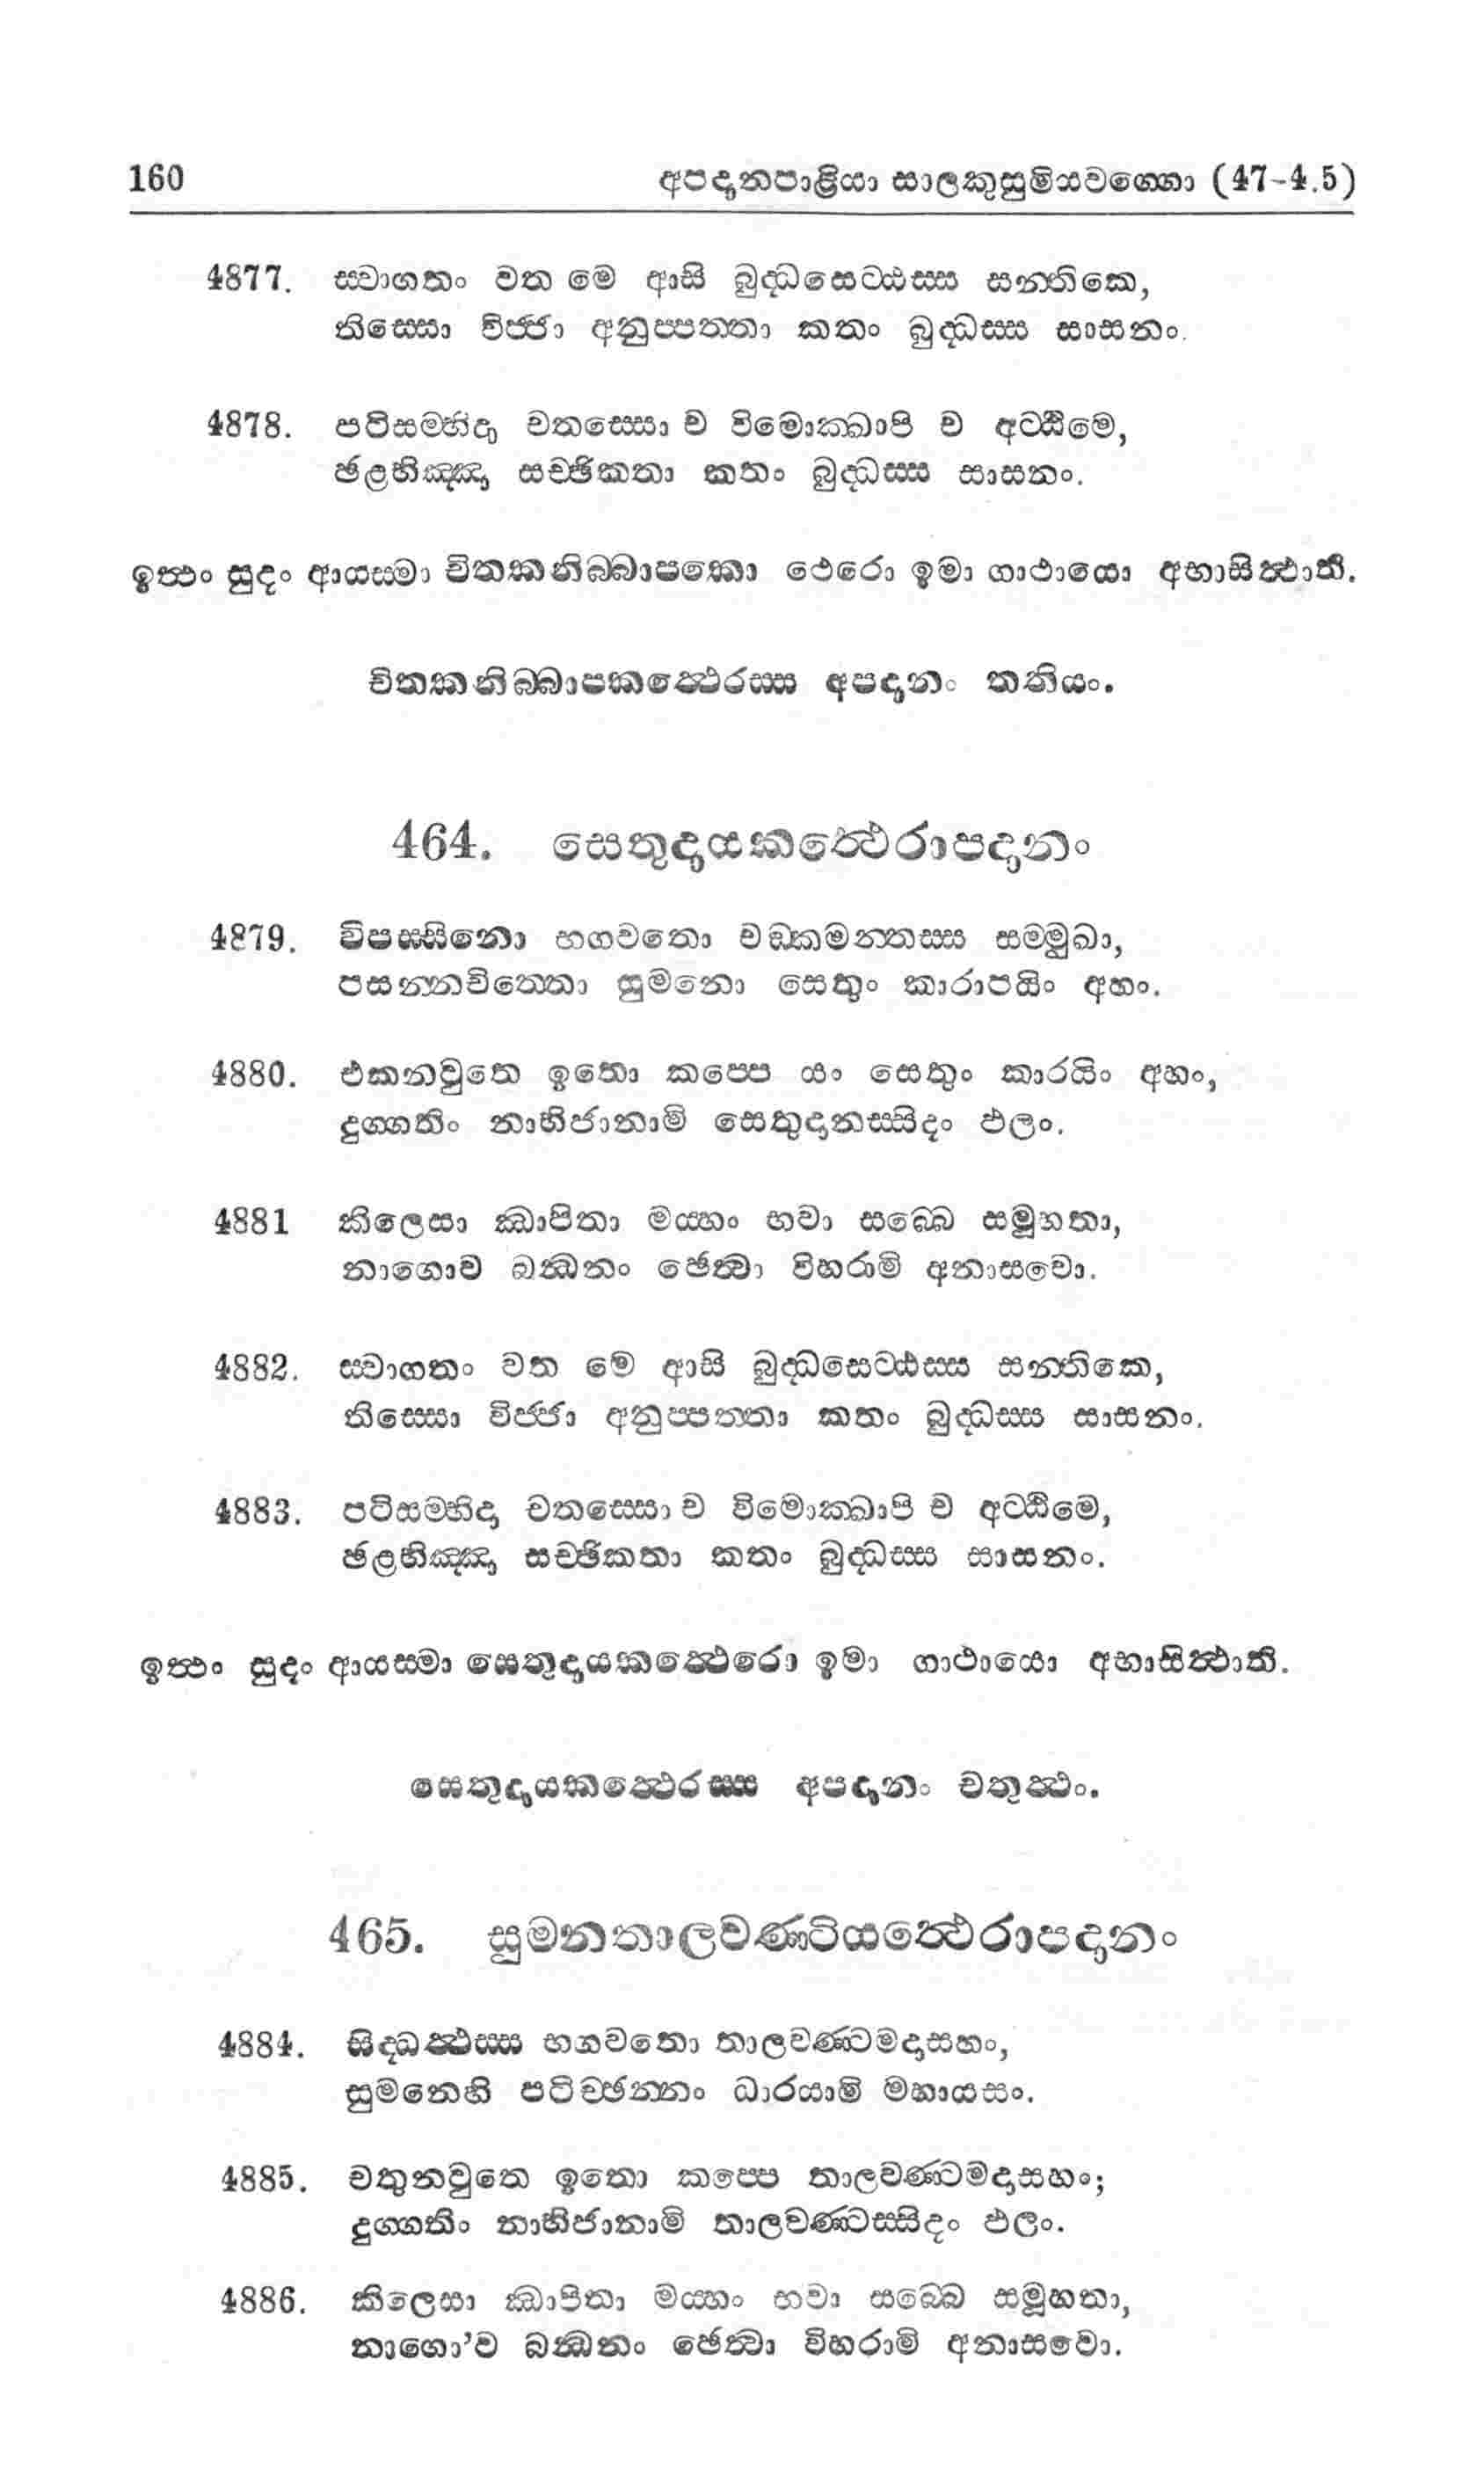 160 අපදානපාළියා සාලකුසුමියවග්ගො (47-4.5)
4877. ස්වාගතං වත මෙ ආසි බුද්ධසෙට්ඨස්ස සන්තිකෙ,
තිස්සො විජ්ජා අනුප්පත්තා කතං බුද්ධස්ස සාසනං.
4878. පටිසම්භිදා චතස්සො ච විමොක්ඛාපි ච අට්ඨිමෙ,
ඡළභිඤ්ඤා සච්ඡිකතා කතං බුද්ධස්ස සාසනං.
ඉත්ථං සුදං ආයස්මා චිතකනිබ්බාපකො ථෙරො ඉමා ගාථායො අභාසිත්ථාති.
චිතකනිබ්බාපකත්ථෙරස්ස අපදානං තතියං.
464. සෙතුදායකත්ථෙරාපදානං
4879. විපස්සිනො භගවතො චඞ්කමන්තස්ස සම්මුඛා,
පසන්නචිත්තො සුමනො සෙතුං කාරාපයිං අහං.
4880. එකනවුතෙ ඉතො කප්පෙ යං සෙතුං කාරයිං අහං,
දුග්ගතිං නාභිජානාමි සෙතුදානස්සිදං ඵලං.
4881 කිලෙසා ඣාපිතා මය්හං භවා සබ්බෙ සමූහතා,
නාගොව බන්ධනං ඡෙත්වා විහරාමි අනාසවො.
4882. ස්වාගතං වත මෙ ආසි බුද්ධසෙට්ඨස්ස සන්තිකෙ,
තිස්සො විජ්ජා අනුප්පත්තා කතං බුද්ධස්ස සාසනං.
4883. පටිසම්භිදා චතස්සො ච විමොක්ඛාපි ච අට්ඨිමෙ,
ඡළභිඤ්ඤා සච්ඡිකතා කතං බුද්ධස්ස සාසනං.
ඉත්ථං සුදං ආයස්මා සෙතුදායකත්ථෙරො ඉමා ගාථායො අභාසිත්ථාති.
සෙතුදායකත්ථෙරස්ස අපදානං චතුත්ථං.
465. සුමනතාලවණ්ටියත්ථෙරාපදානං
4884. සිද්ධත්ථස්ස භගවතො තාලවණ්ටමදාසහං,
සුමනෙහි පටිච්ඡන්නං ධාරයාමි මහායසං.
4885. චතුනවුතෙ ඉතො කප්පෙ තාලවණ්ටමදාසහං;
දුග්ගතිං නාභිජානාමි තාලවණ්ටස්සිදං ඵලං.
4886. කිලෙසා ඣාපිතා මය්හං භවා සබ්බෙ සමූහතා,
නාගො'ව බන්ධනං ඡෙත්වා විහරාමි අනාසවො.